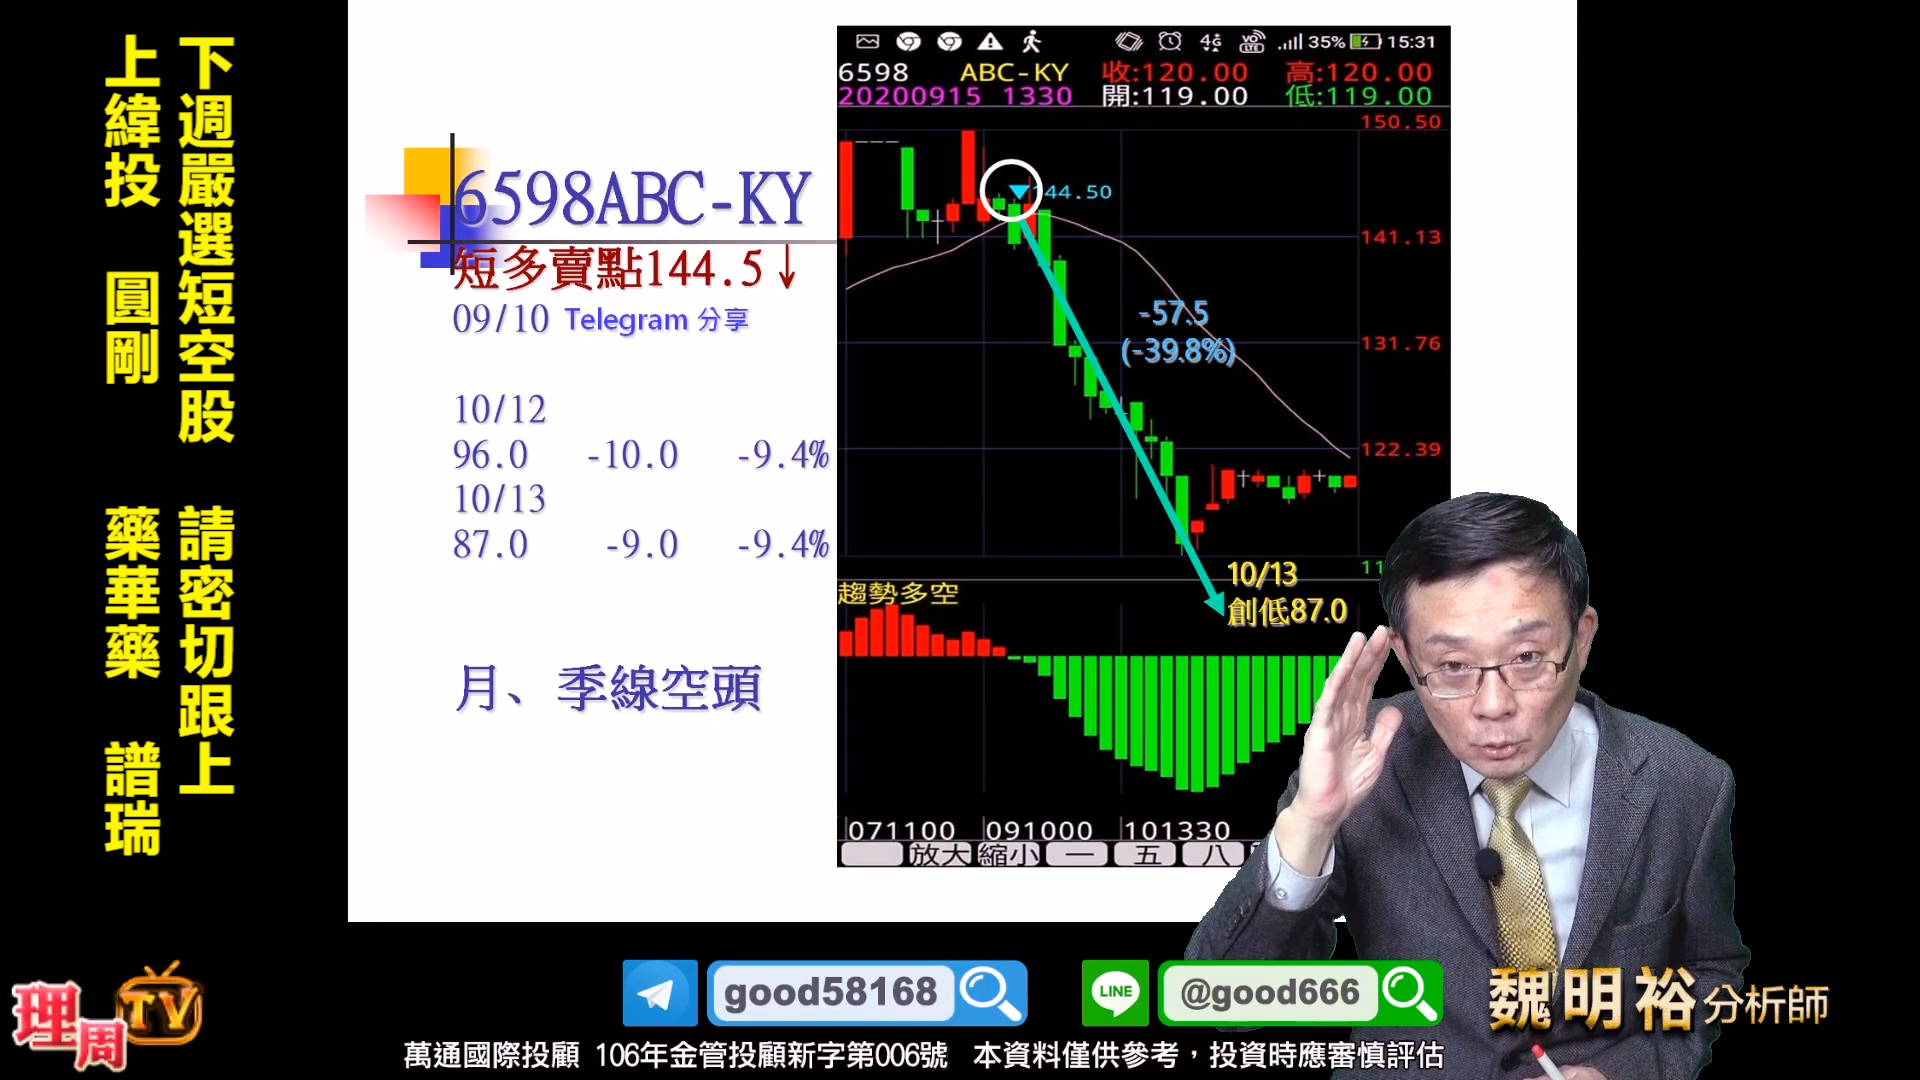 下週嚴選短空股 請密切跟上
上緯投 圓剛 藥華藥 譜瑞
6598ABC-KY
短多賣點144.5↓
09/10 Telegram 分享
10/12
96.0 -10.0 -9.4%
10/13
87.0 -9.0 -9.4%
月、季線空頭
35% 15:31
6598 ABC-KY 收:120.00 高:120.00
20200915 1330 開:119.00 低:119.00
150.50
144.50
141.13
-57.5
(-39.8%)
131.76
122.39
10/13
創低87.0
趨勢多空
071100 091000 101330
放大 縮小 一 五 八
理周TV
good58168
LINE
@good666
魏明裕 分析師
萬通國際投顧 106年金管投顧新字第006號 本資料僅供參考，投資時應審慎評估